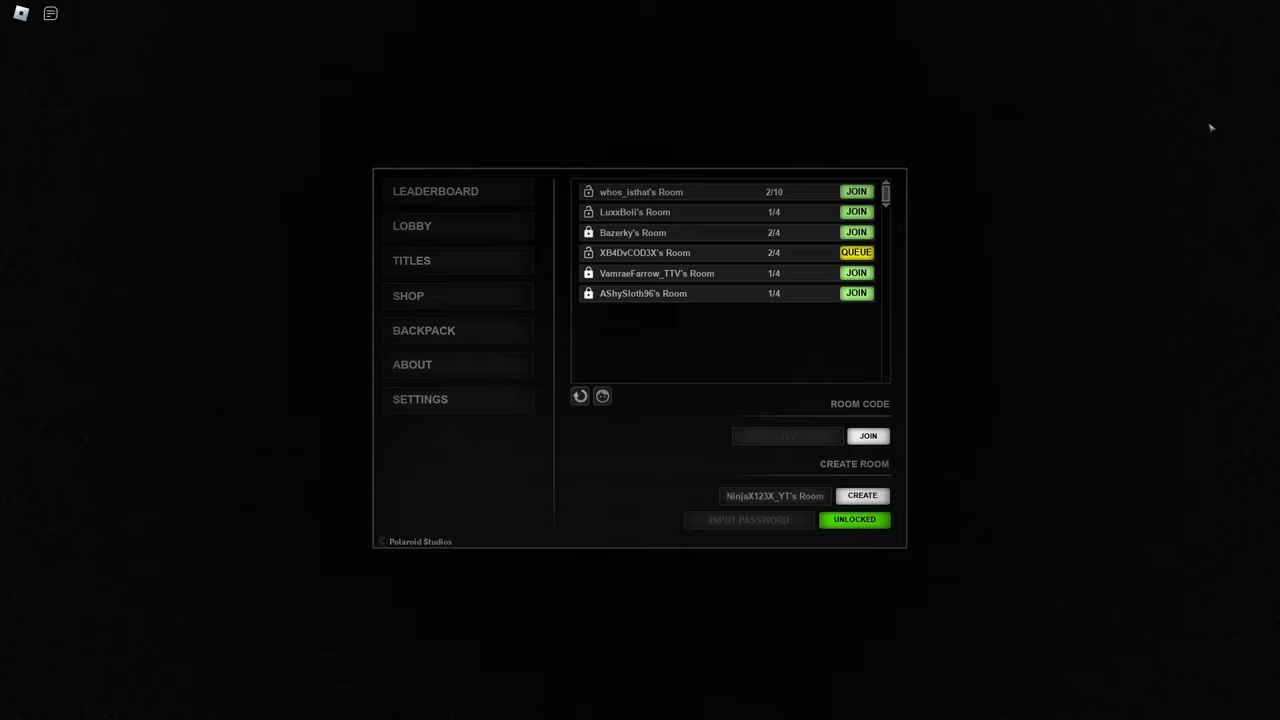 LEADERBOARD
LOBBY
TITLES
SHOP
BACKPACK
ABOUT
SETTINGS
whos_isthat's Room 2/10 JOIN
LuxxBoii's Room 1/4 JOIN
Bazerky's Room 2/4 JOIN
XB4DvCOD3X's Room 2/4 QUEUE
VamraeFarrow_TTV's Room 1/4 JOIN
AShySloth96's Room 1/4 JOIN
ROOM CODE
JOIN
CREATE ROOM
NinjaX123X_YT's Room CREATE
INPUT PASSWORD UNLOCKED
© Polaroid Studios